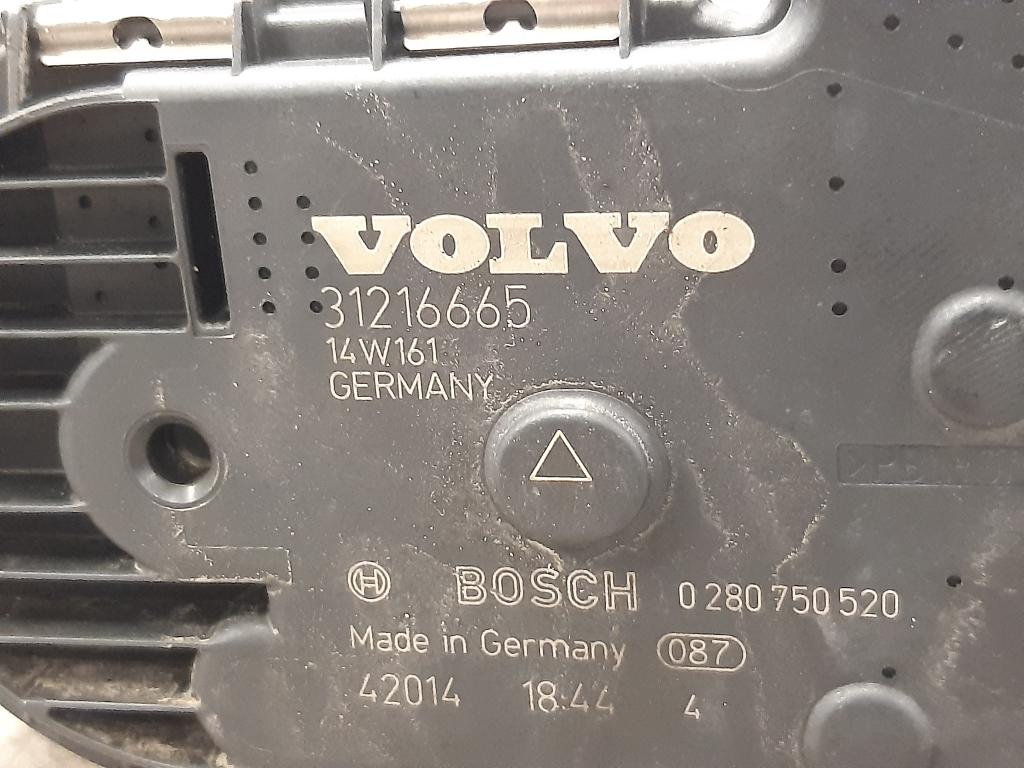 VOLVO
31216665
14W161
GERMANY
BOSCH 0 280 750 520
Made in Germany 087
42014 18:44 4